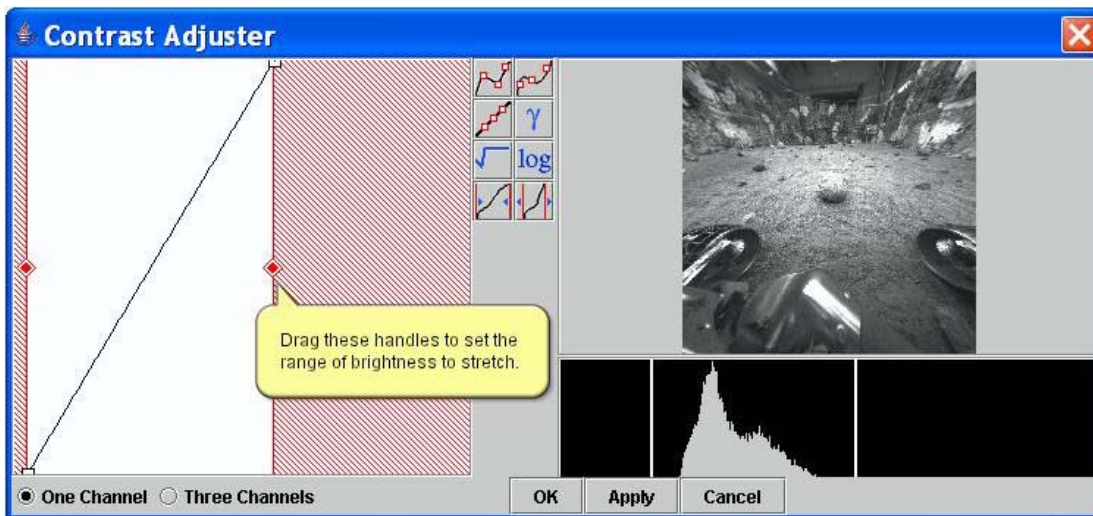 Contrast Adjuster
γ
log
Drag these handles to set the
range of brightness to stretch.
One Channel
Three Channels
OK
Apply
Cancel